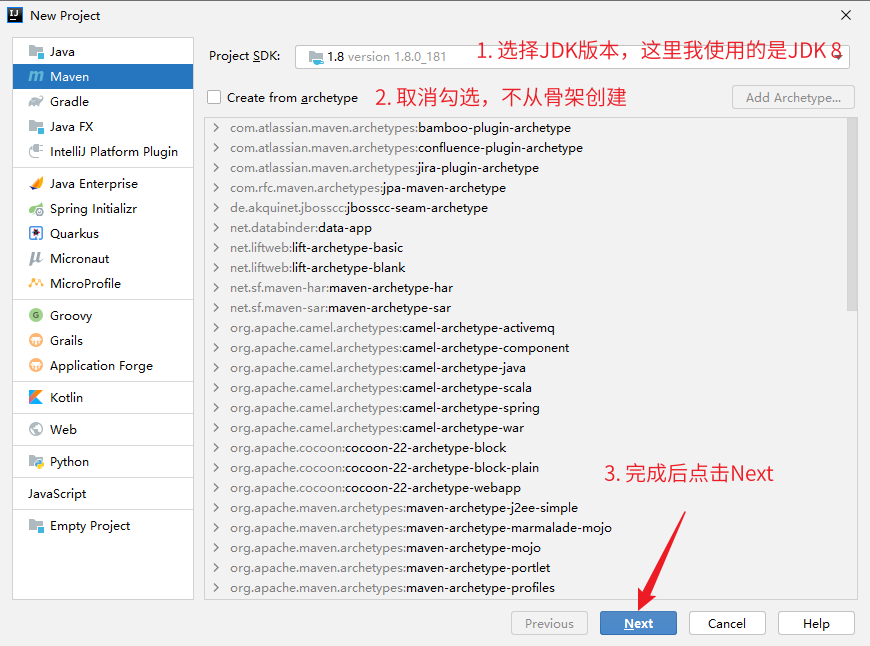 New Project
Java
Maven
Gradle
Java FX
IntelliJ Platform Plugin
Java Enterprise
Spring Initializr
Quarkus
Micronaut
MicroProfile
Groovy
Grails
Application Forge
Kotlin
Web
Python
JavaScript
Empty Project
Project SDK: 1.8 version 1.8.0_181 1. 选择JDK版本，这里我使用的是JDK 8
Create from archetype 2. 取消勾选，不从骨架创建 Add Archetype...
com.atlassian.maven.archetypes:bamboo-plugin-archetype
com.atlassian.maven.archetypes:confluence-plugin-archetype
com.atlassian.maven.archetypes:jira-plugin-archetype
com.rfc.maven.archetypes:jpa-maven-archetype
de.akquinet.jbosscc:jbosscc-seam-archetype
net.databinder:data-app
net.liftweb:lift-archetype-basic
net.liftweb:lift-archetype-blank
net.sf.maven-har:maven-archetype-har
net.sf.maven-sar:maven-archetype-sar
org.apache.camel.archetypes:camel-archetype-activemq
org.apache.camel.archetypes:camel-archetype-component
org.apache.camel.archetypes:camel-archetype-java
org.apache.camel.archetypes:camel-archetype-scala
org.apache.camel.archetypes:camel-archetype-spring
org.apache.camel.archetypes:camel-archetype-war
org.apache.cocoon:cocoon-22-archetype-block
org.apache.cocoon:cocoon-22-archetype-block-plain
org.apache.cocoon:cocoon-22-archetype-webapp
org.apache.maven.archetypes:maven-archetype-j2ee-simple
org.apache.maven.archetypes:maven-archetype-marmalade-mojo
org.apache.maven.archetypes:maven-archetype-mojo
org.apache.maven.archetypes:maven-archetype-portlet
org.apache.maven.archetypes:maven-archetype-profiles
3. 完成后点击Next
Previous Next Cancel Help